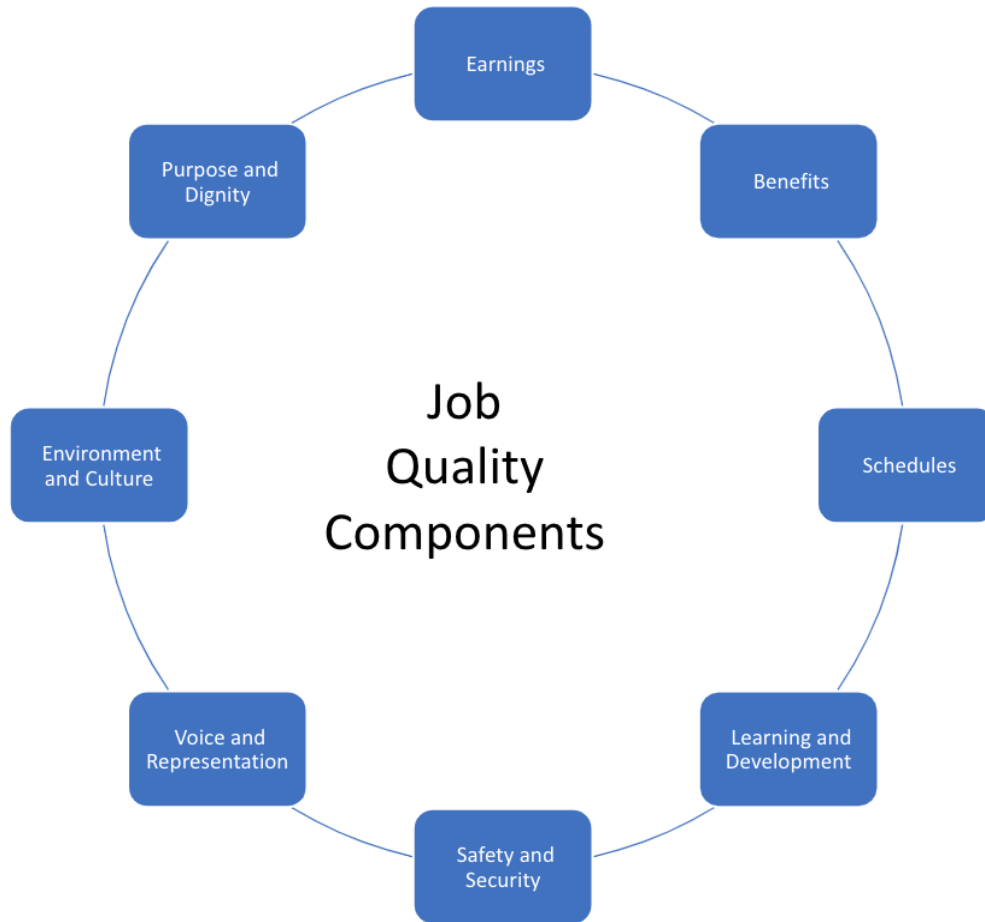 Earnings
Benefits
Schedules
Learning and
Development
Safety and
Security
Voice and
Representation
Environment
and Culture
Purpose and
Dignity
Job
Quality
Components